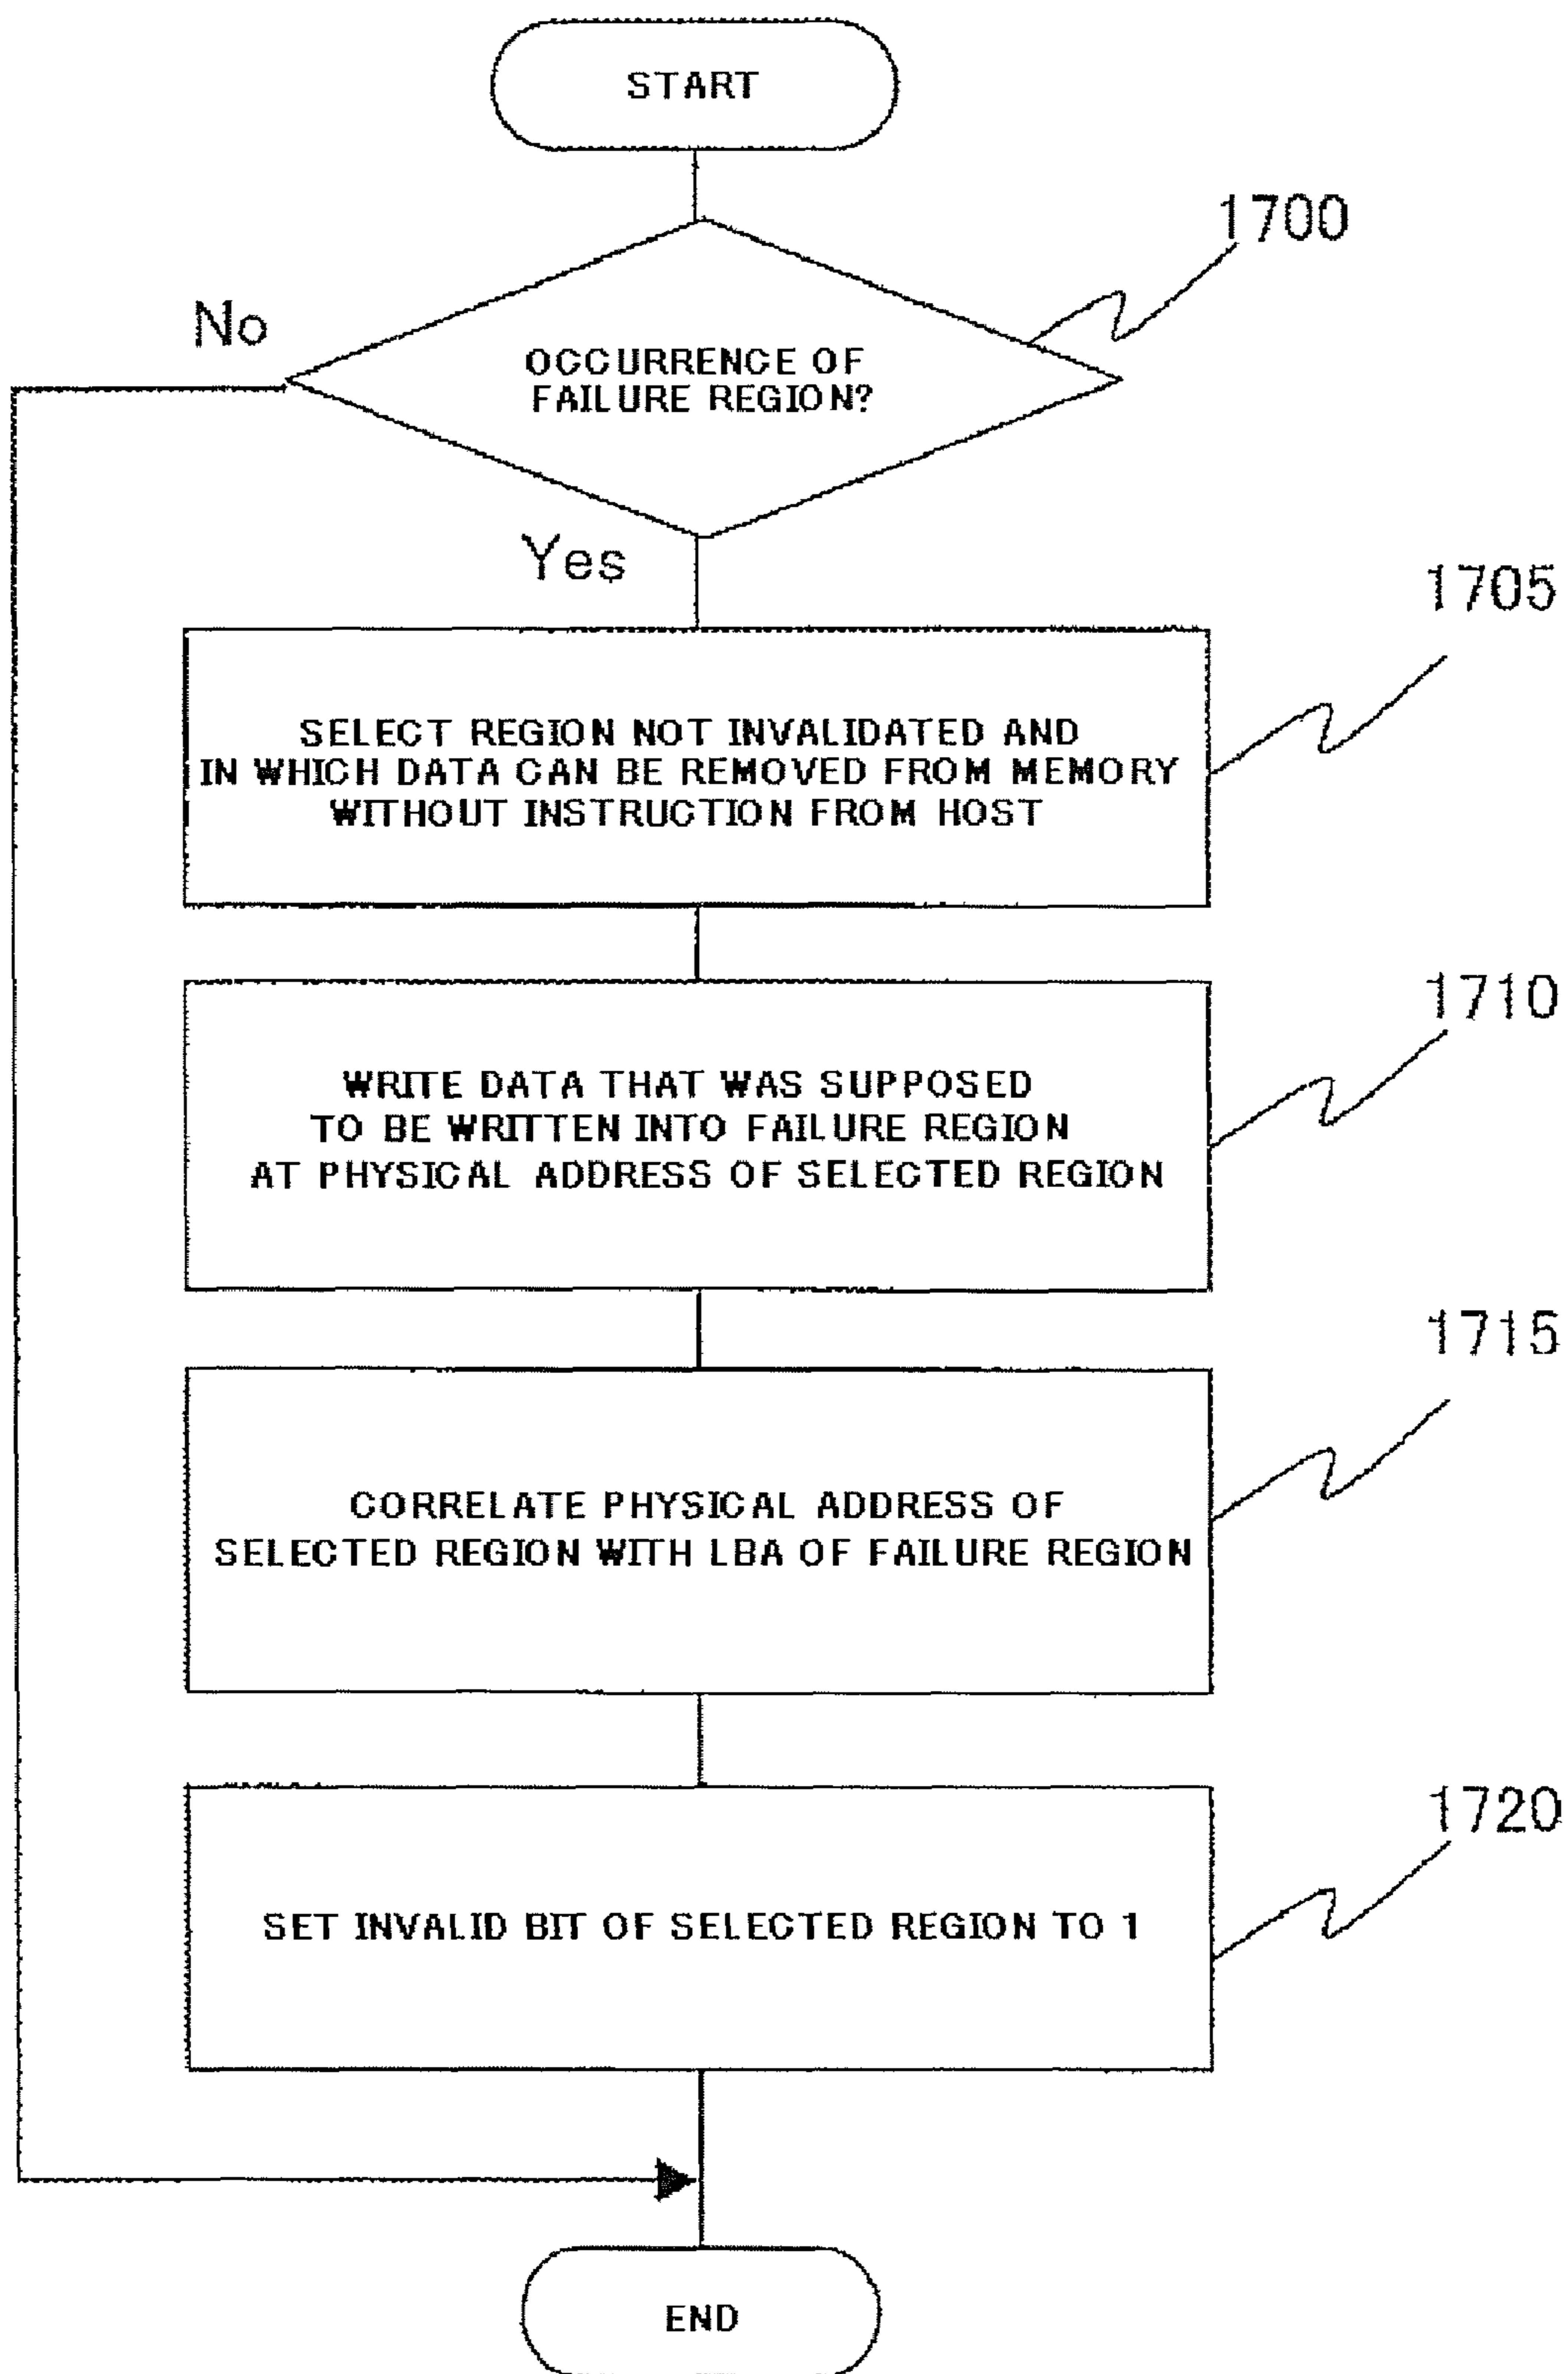 START
1700
No
OCCURRENCE OF
FAILURE REGION?
Yes
1705
SELECT REGION NOT INVALIDATED AND
IN WHICH DATA CAN BE REMOVED FROM MEMORY
WITHOUT INSTRUCTION FROM HOST
1710
WRITE DATA THAT WAS SUPPOSED
TO BE WRITTEN INTO FAILURE REGION
AT PHYSICAL ADDRESS OF SELECTED REGION
1715
CORRELATE PHYSICAL ADDRESS OF
SELECTED REGION WITH LBA OF FAILURE REGION
1720
SET INVALID BIT OF SELECTED REGION TO 1
END